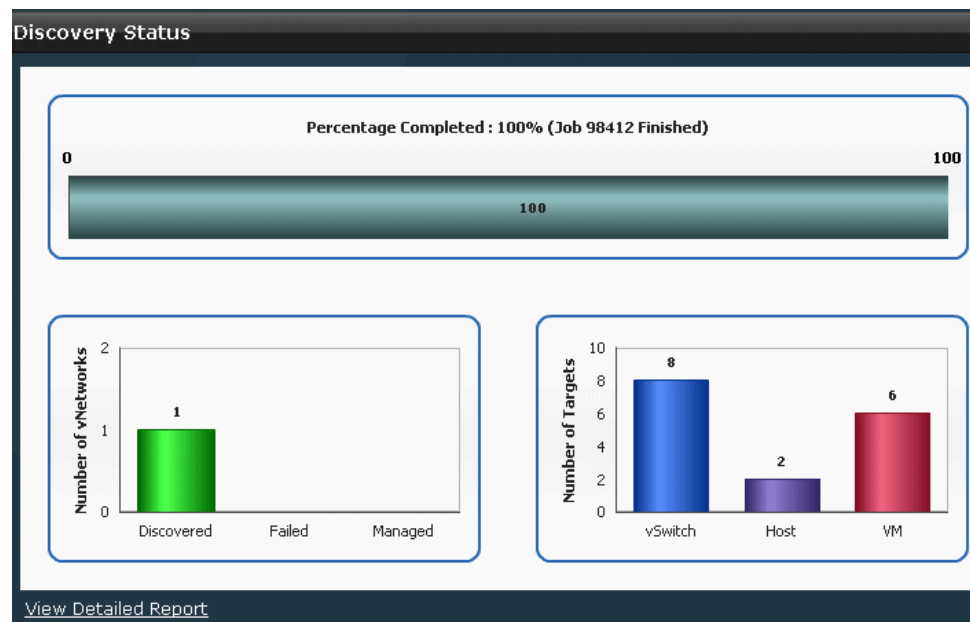 Discovery Status
Percentage Completed : 100% (Job 98412 Finished)
0 100
100
Number of vNetworks
2
1
0
1
Discovered Failed Managed
Number of Targets
10
8
6
4
2
0
8
2
6
vSwitch Host VM
View Detailed Report